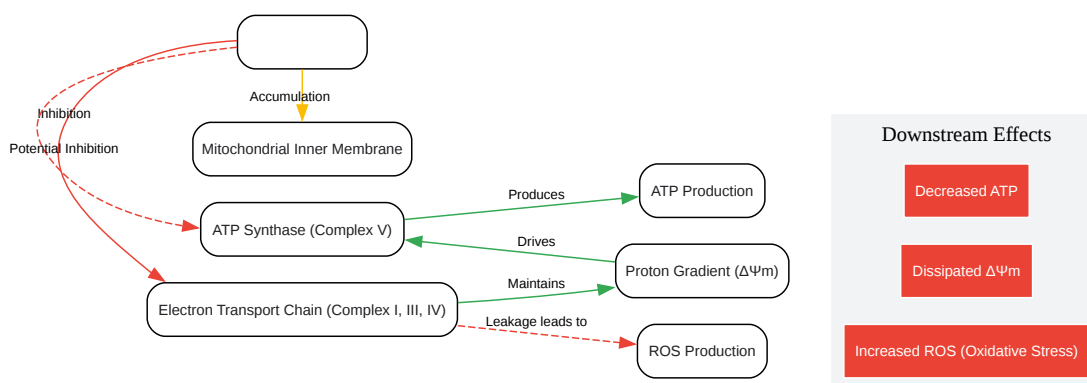 Accumulation
Inhibition
Potential Inhibition
Mitochondrial Inner Membrane
ATP Synthase (Complex V)
Electron Transport Chain (Complex I, III, IV)
Produces
Drives
Maintains
Leakage leads to
ATP Production
Proton Gradient (ΔΨm)
ROS Production
Downstream Effects
Decreased ATP
Dissipated ΔΨm
Increased ROS (Oxidative Stress)